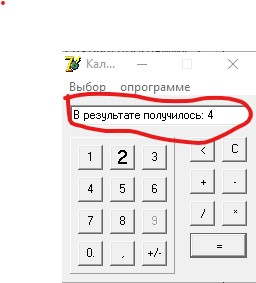 Кал...
Выбор опрограмме
В результате получилось: 4
1 2 3 < C
4 5 6 + -
7 8 9 / *
0. , +/- =